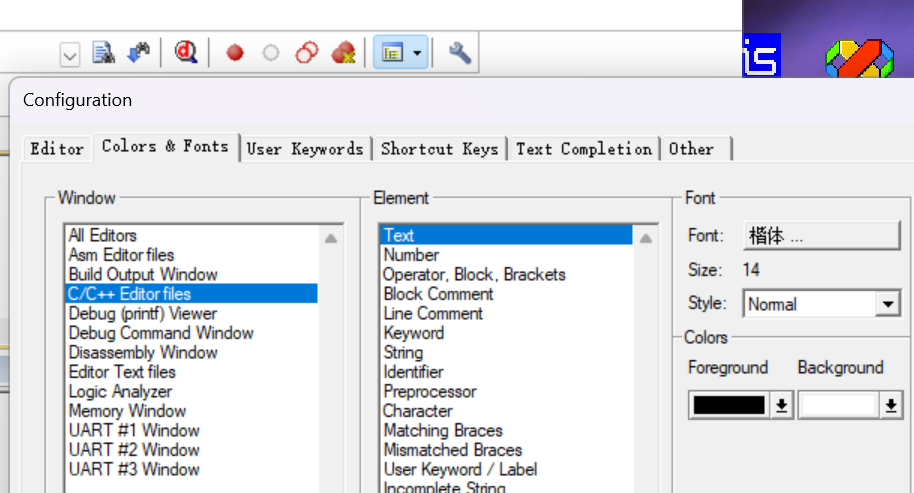 is
Configuration
Editor
Colors & Fonts
User Keywords
Shortcut Keys
Text Completion
Other
Window
All Editors
Asm Editor files
Build Output Window
C/C++ Editor files
Debug (printf) Viewer
Debug Command Window
Disassembly Window
Editor Text files
Logic Analyzer
Memory Window
UART #1 Window
UART #2 Window
UART #3 Window
Element
Text
Number
Operator, Block, Brackets
Block Comment
Line Comment
Keyword
String
Identifier
Preprocessor
Character
Matching Braces
Mismatched Braces
User Keyword / Label
Incomplete String
Font
Font: 楷体 ...
Size: 14
Style: Normal
Colors
Foreground
Background